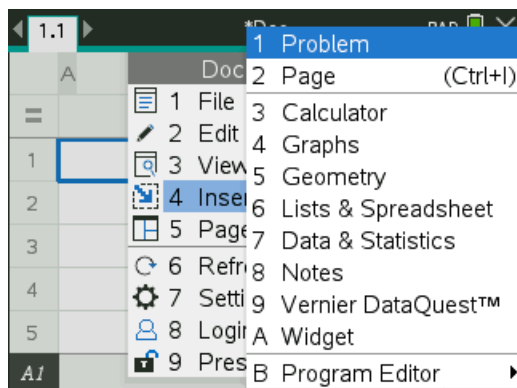 1.1
*Doc
RAD
A
Doc
1 File
2 Edit
3 View
4 Inser
5 Page
6 Refr
7 Setti
8 Login
9 Pres
=
1
2
3
4
5
A1
1 Problem
2 Page (Ctrl+I)
3 Calculator
4 Graphs
5 Geometry
6 Lists & Spreadsheet
7 Data & Statistics
8 Notes
9 Vernier DataQuest™
A Widget
B Program Editor